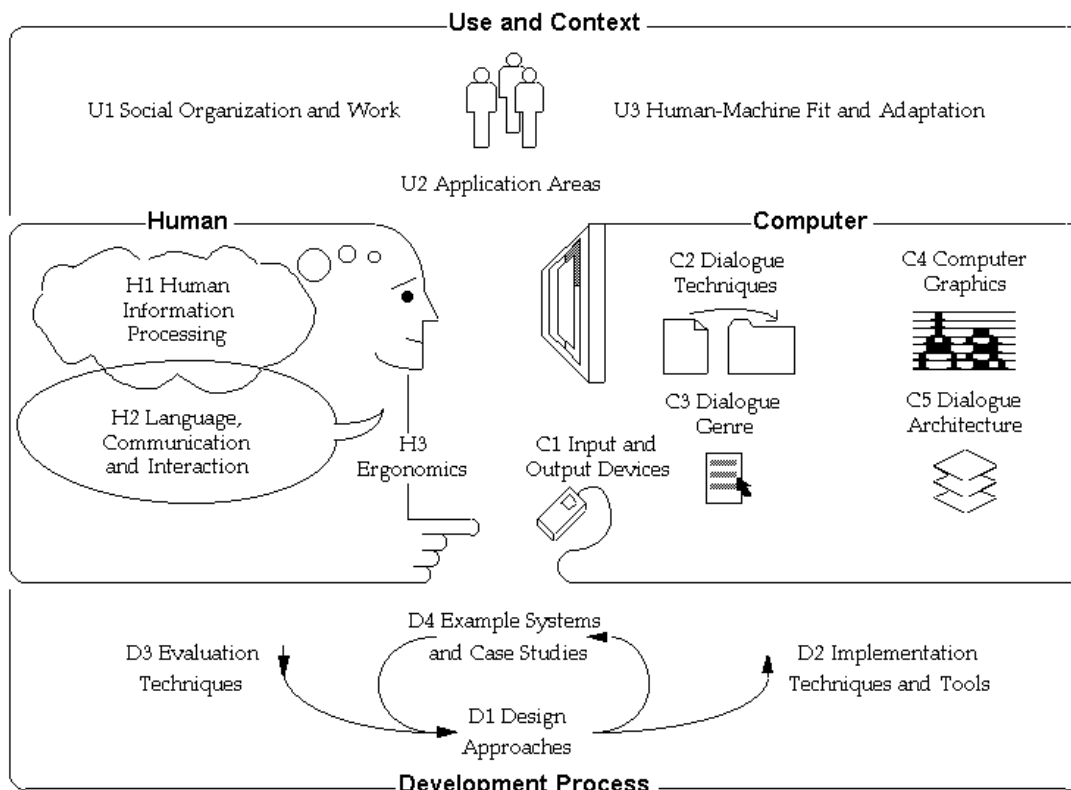 Use and Context
U1 Social Organization and Work
U3 Human-Machine Fit and Adaptation
U2 Application Areas
Human
H1 Human
Information
Processing
H2 Language,
Communication
and Interaction
H3
Ergonomics
Computer
C2 Dialogue
Techniques
C4 Computer
Graphics
C3 Dialogue
Genre
C5 Dialogue
Architecture
C1 Input and
Output Devices
D4 Example Systems
and Case Studies
D3 Evaluation
Techniques
D2 Implementation
Techniques and Tools
D1 Design
Approaches
Development Process